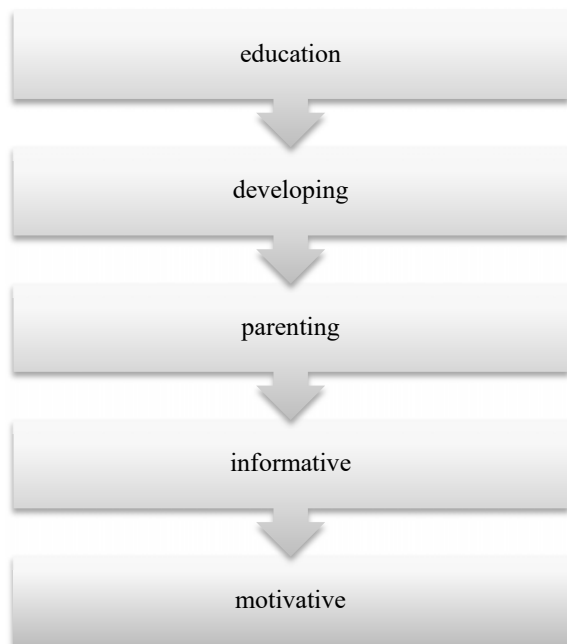 education
developing
parenting
informative
motivative